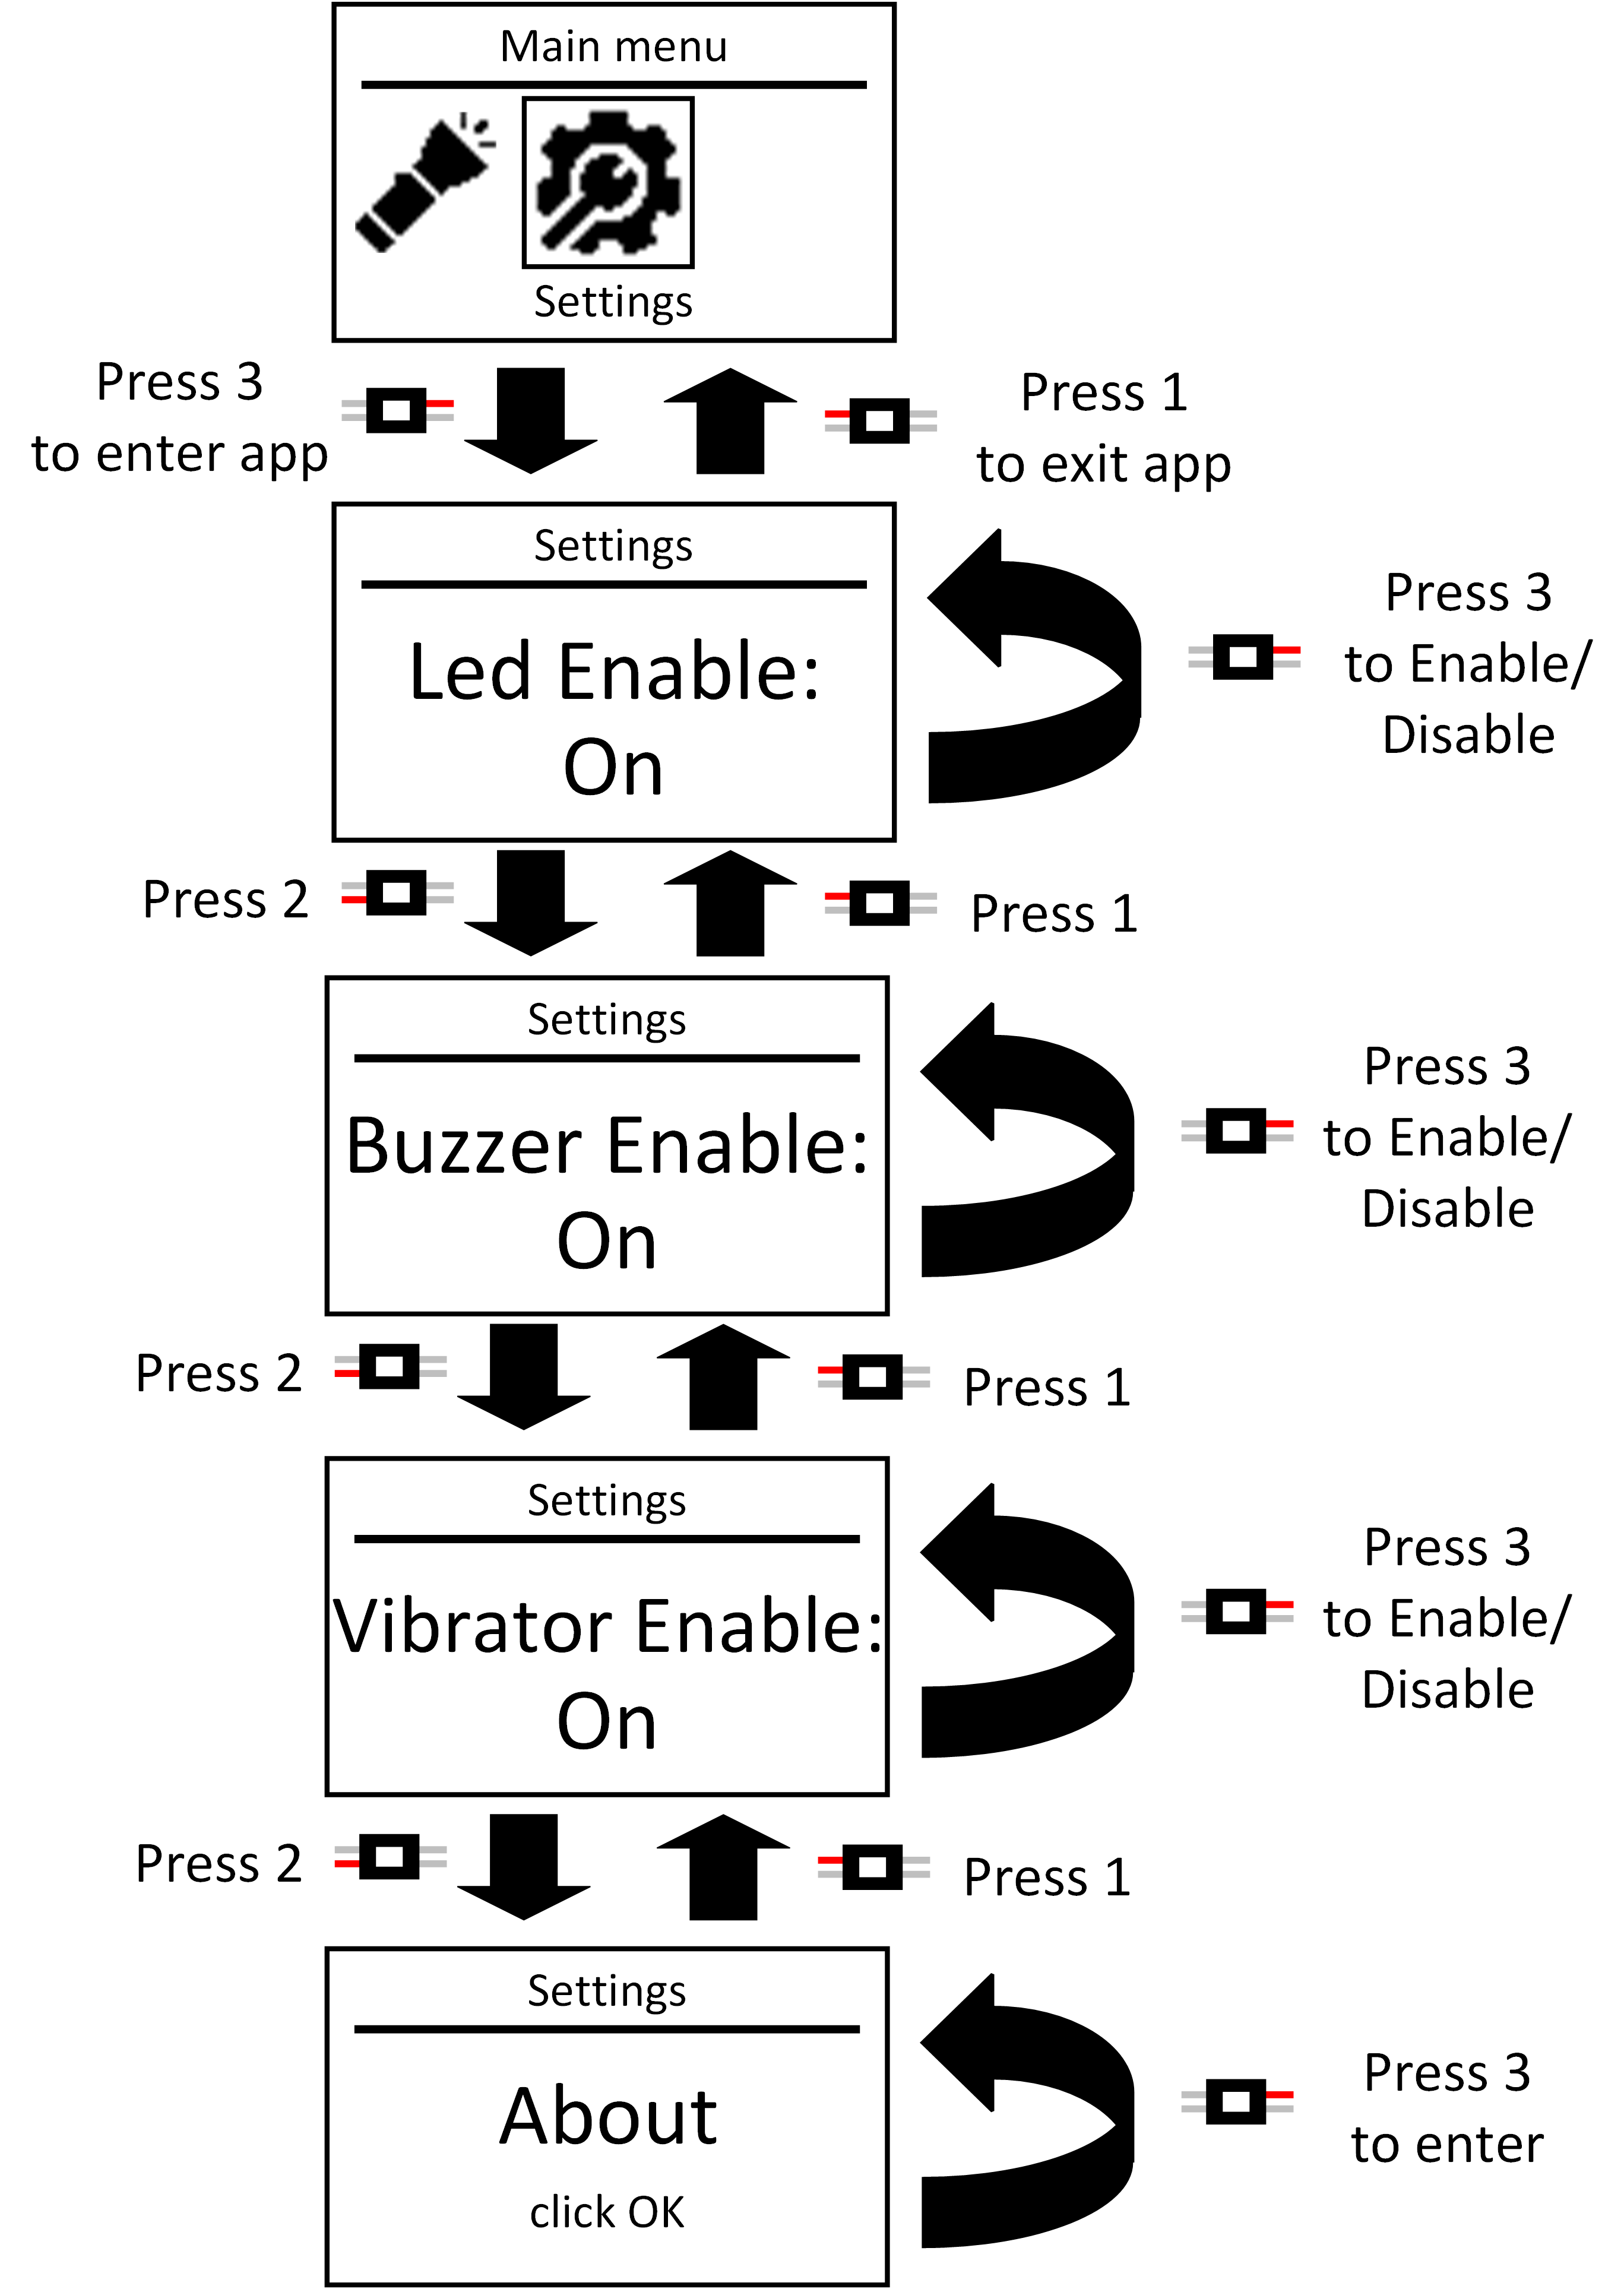 Main menu
Settings
Press 3
to enter app
Press 1
to exit app
Settings
Led Enable:
On
Press 3
to Enable/
Disable
Press 2
Press 1
Settings
Buzzer Enable:
On
Press 3
to Enable/
Disable
Press 2
Press 1
Settings
Vibrator Enable:
On
Press 3
to Enable/
Disable
Press 2
Press 1
Settings
About
click OK
Press 3
to enter